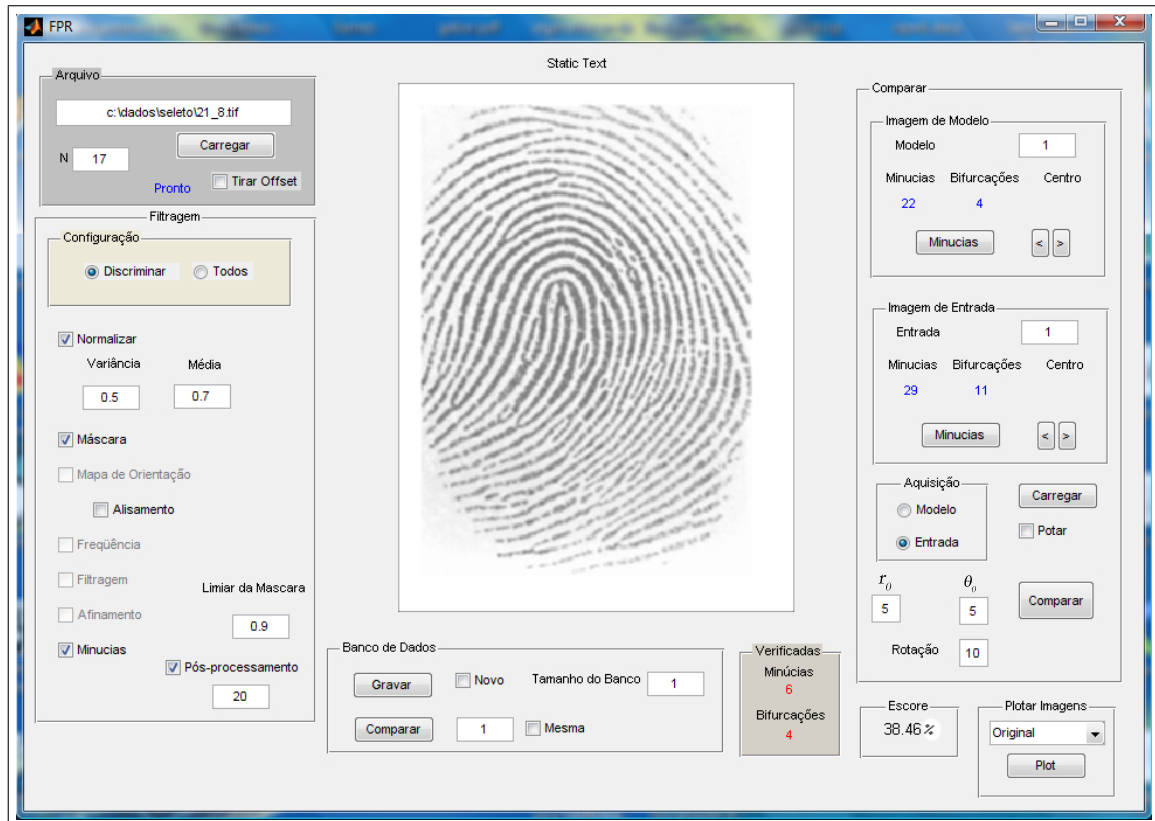 FPR
Static Text
Arquivo
c:\dados\seleto\21_8.tif
N 17 Carregar
Pronto Tirar Offset
Filtragem
Configuração
Discriminar Todos
Normalizar
Variância Média
0.5 0.7
Máscara
Mapa de Orientação
Alisamento
Freqüência
Filtragem
Limiar da Mascara
Afinamento
0.9
Minucias
Pós-processamento
20
Banco de Dados
Gravar Novo Tamanho do Banco 1
Comparar 1 Mesma
Verificadas
Minúcias
6
Bifurcações
4
Comparar
Imagem de Modelo
Modelo 1
Minucias Bifurcações Centro
22 4
Minucias < >
Imagem de Entrada
Entrada 1
Minucias Bifurcações Centro
29 11
Minucias < >
Aquisição
Modelo
Entrada
Carregar
Potar
r0 θ0
5 5 Comparar
Rotação 10
Escore
38.46%
Plotar Imagens
Original
Plot